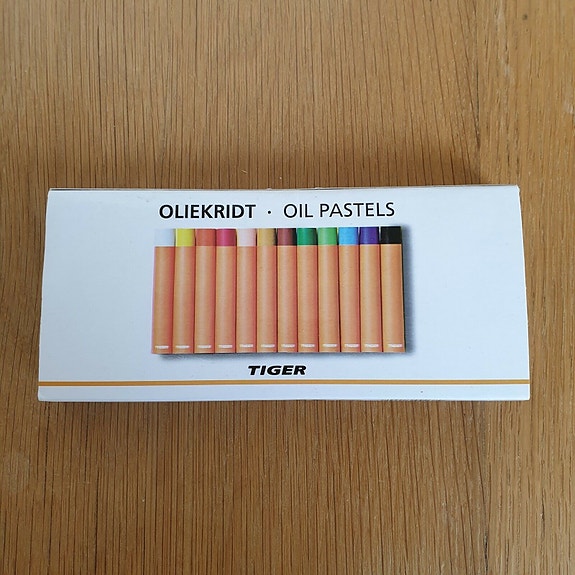 OLIEKRIDT · OIL PASTELS
TIGER